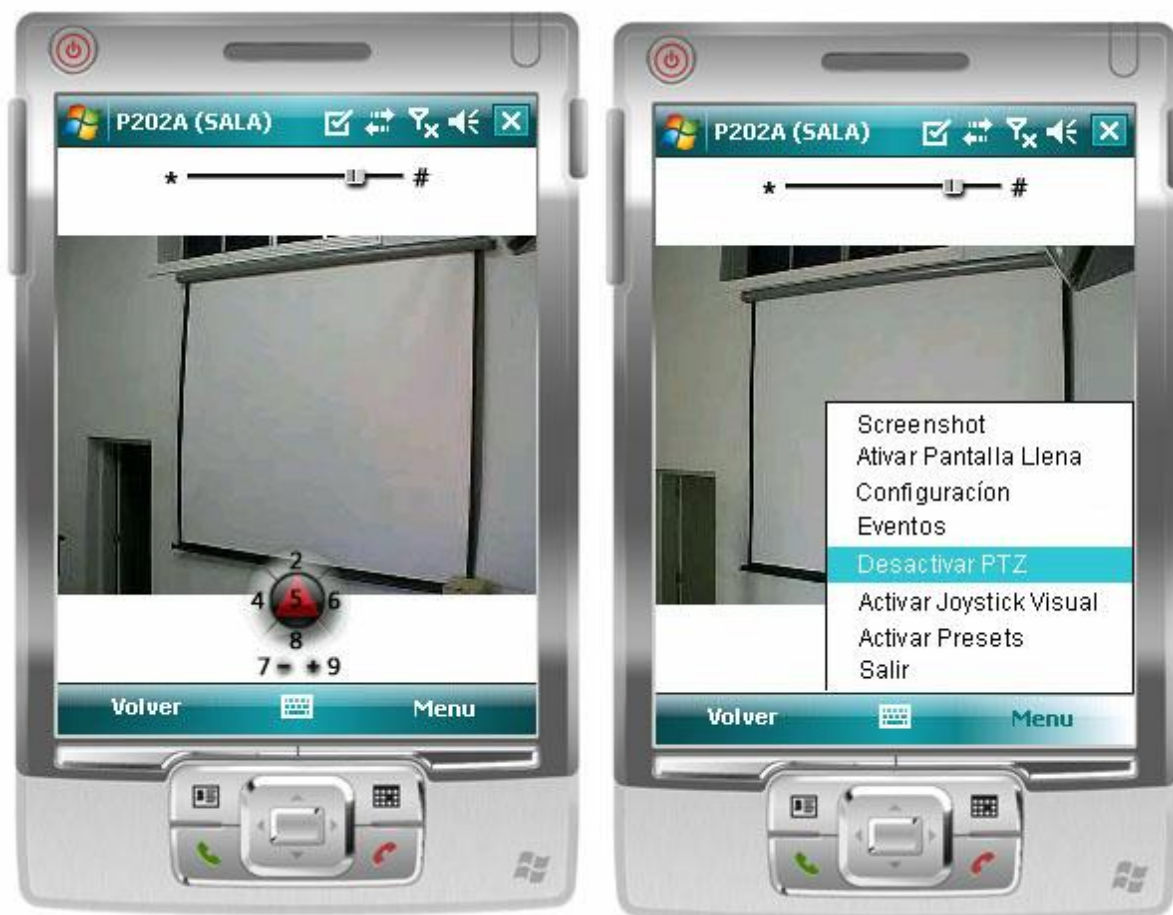 P202A (SALA)
* #
2
4 5 6
8
7 - + 9
Volver Menu
P202A (SALA)
* #
Screenshot
Ativar Pantalla Llena
Configuracíon
Eventos
Desactivar PTZ
Activar Joystick Visual
Activar Presets
Salir
Volver Menu